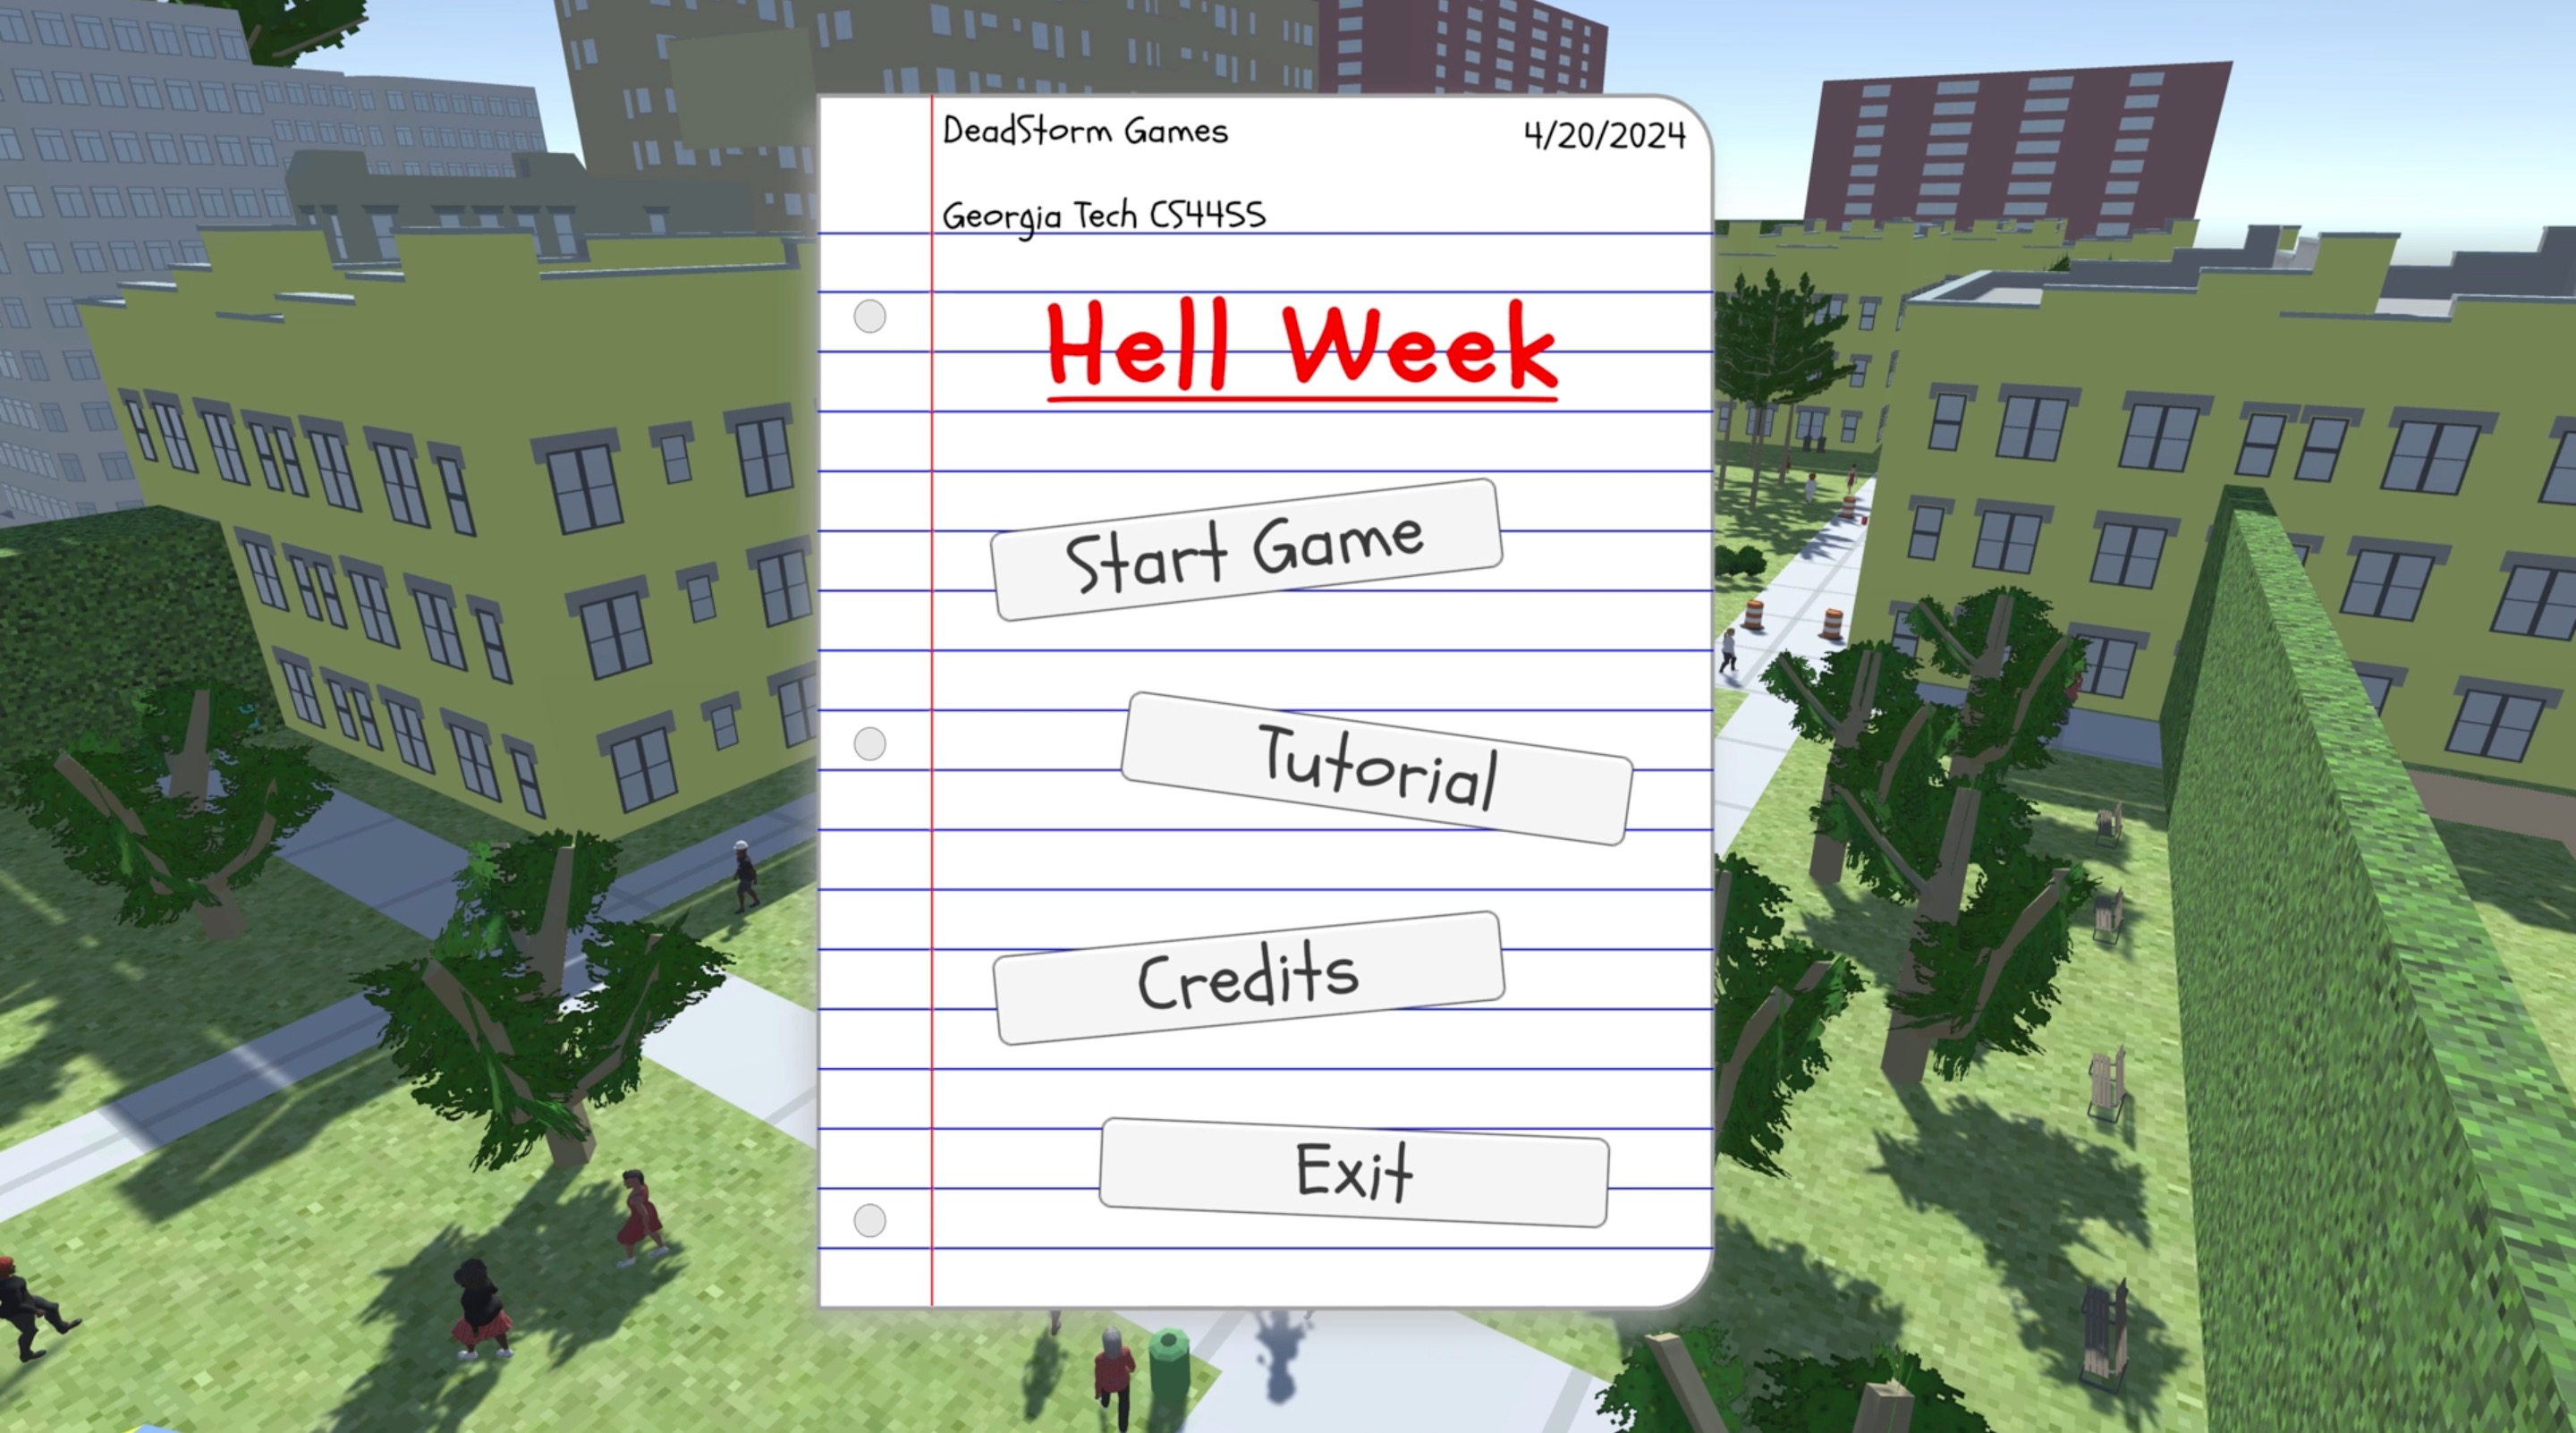 DeadStorm Games
4/20/2024
Georgia Tech CS4455
Hell Week
Start Game
Tutorial
Credits
Exit